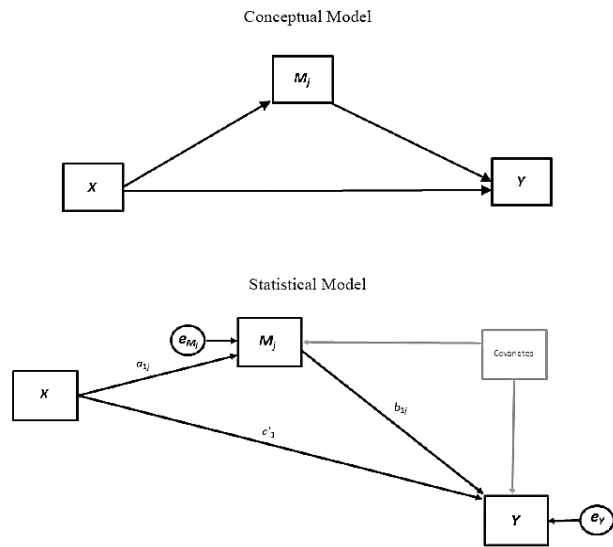 Conceptual Model
Mj
X
Y
Statistical Model
eMj
Mj
Covariates
a1j
X
b1j
c'1
Y
eY